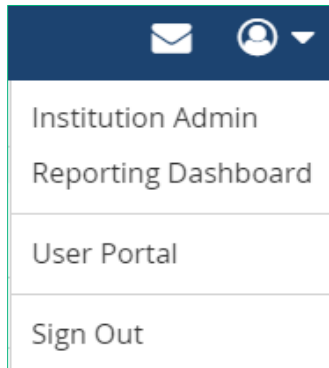 Institution Admin
Reporting Dashboard
User Portal
Sign Out